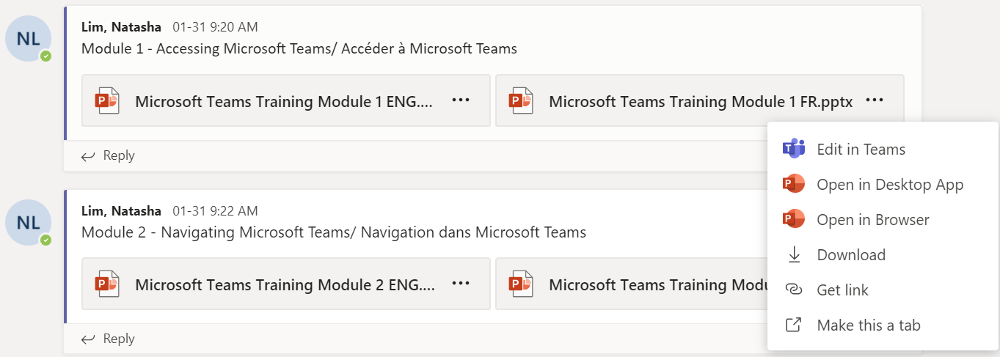 NL
Lim, Natasha 01-31 9:20 AM
Module 1 - Accessing Microsoft Teams/ Accéder à Microsoft Teams
Microsoft Teams Training Module 1 ENG.... ••• Microsoft Teams Training Module 1 FR.pptx •••
Reply
Edit in Teams
Open in Desktop App
Open in Browser
Download
Get link
Make this a tab
NL
Lim, Natasha 01-31 9:22 AM
Module 2 - Navigating Microsoft Teams/ Navigation dans Microsoft Teams
Microsoft Teams Training Module 2 ENG.... ••• Microsoft Teams Training Modu
Reply